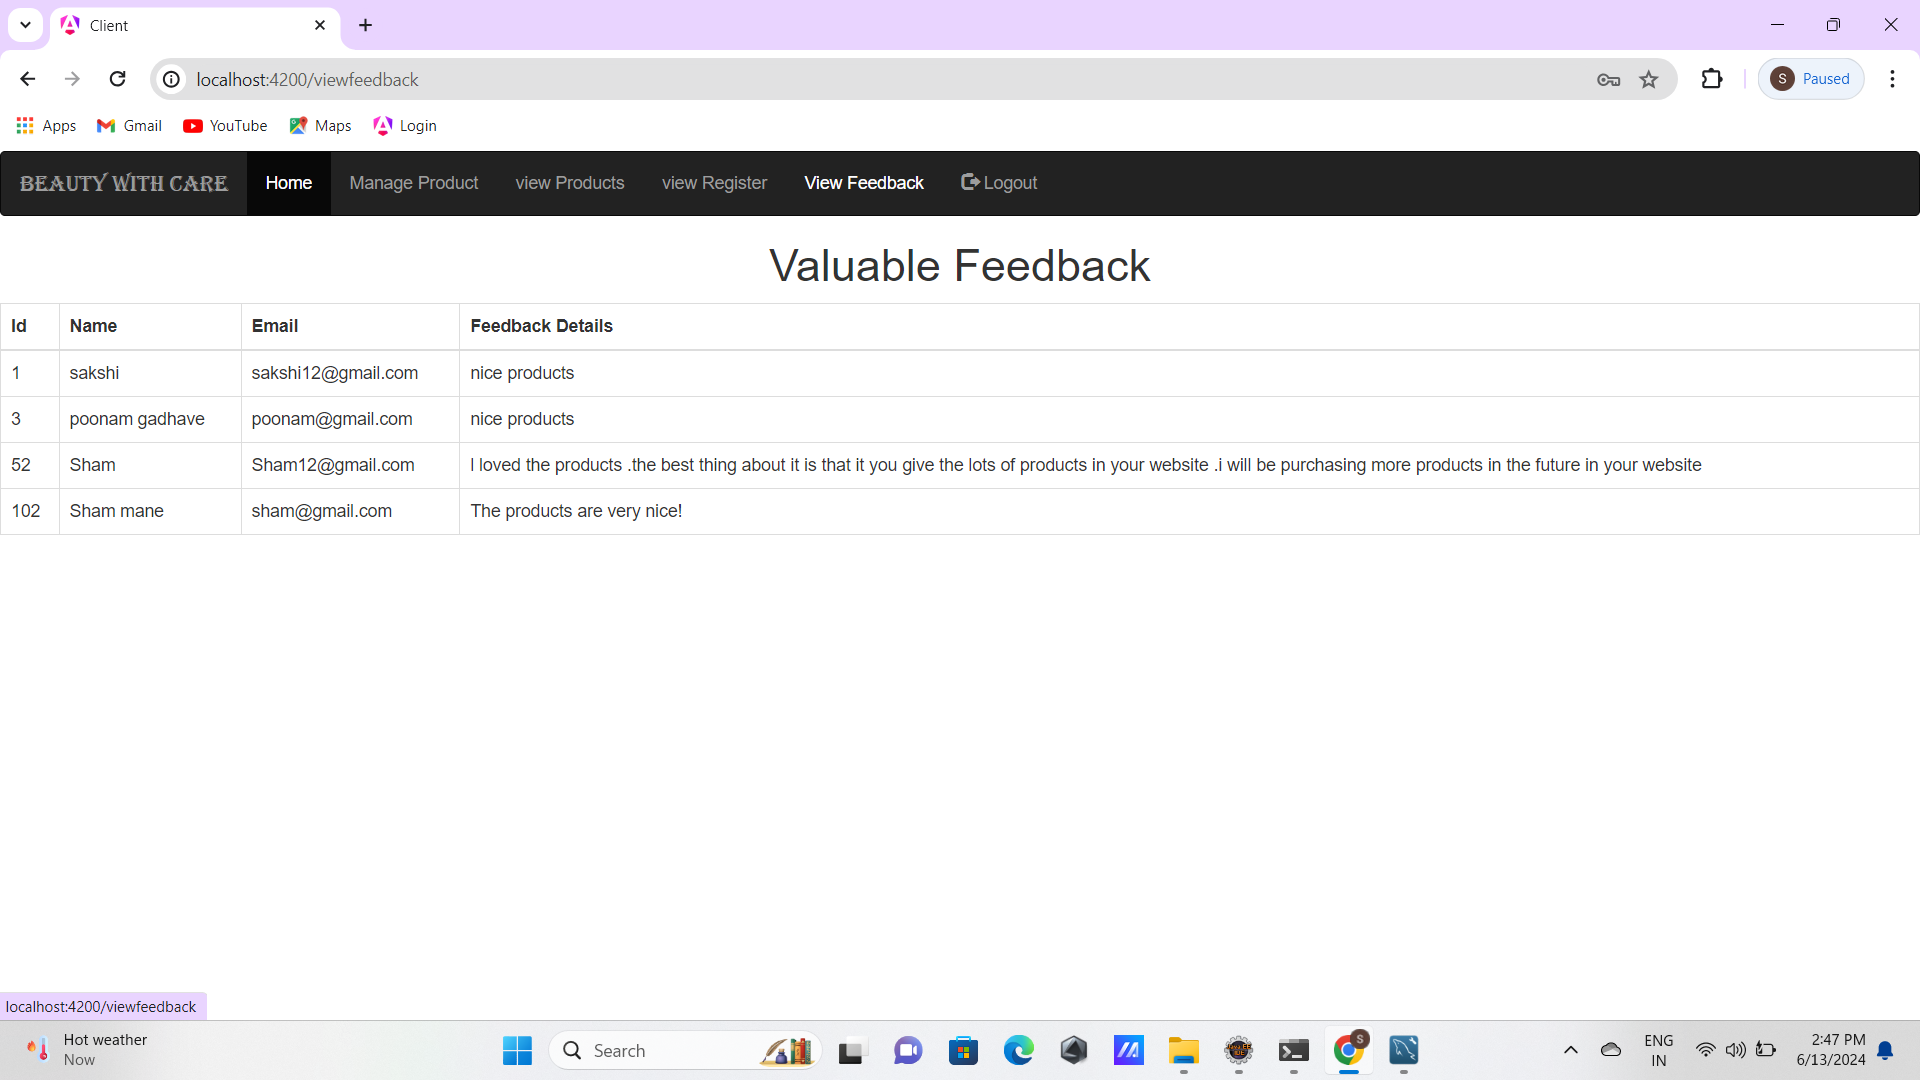 Client
localhost:4200/viewfeedback
S Paused
Apps Gmail YouTube Maps Login
BEAUTY WITH CARE Home Manage Product view Products view Register View Feedback Logout
Valuable Feedback
Id Name Email Feedback Details
1 sakshi sakshi12@gmail.com nice products
3 poonam gadhave poonam@gmail.com nice products
52 Sham Sham12@gmail.com I loved the products .the best thing about it is that it you give the lots of products in your website .i will be purchasing more products in the future in your website
102 Sham mane sham@gmail.com The products are very nice!
localhost:4200/viewfeedback
Hot weather
Now
Search
S
ENG
IN
2:47 PM
6/13/2024